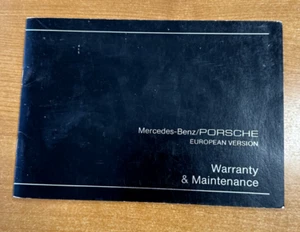 Mercedes-Benz/PORSCHE
EUROPEAN VERSION
Warranty
& Maintenance